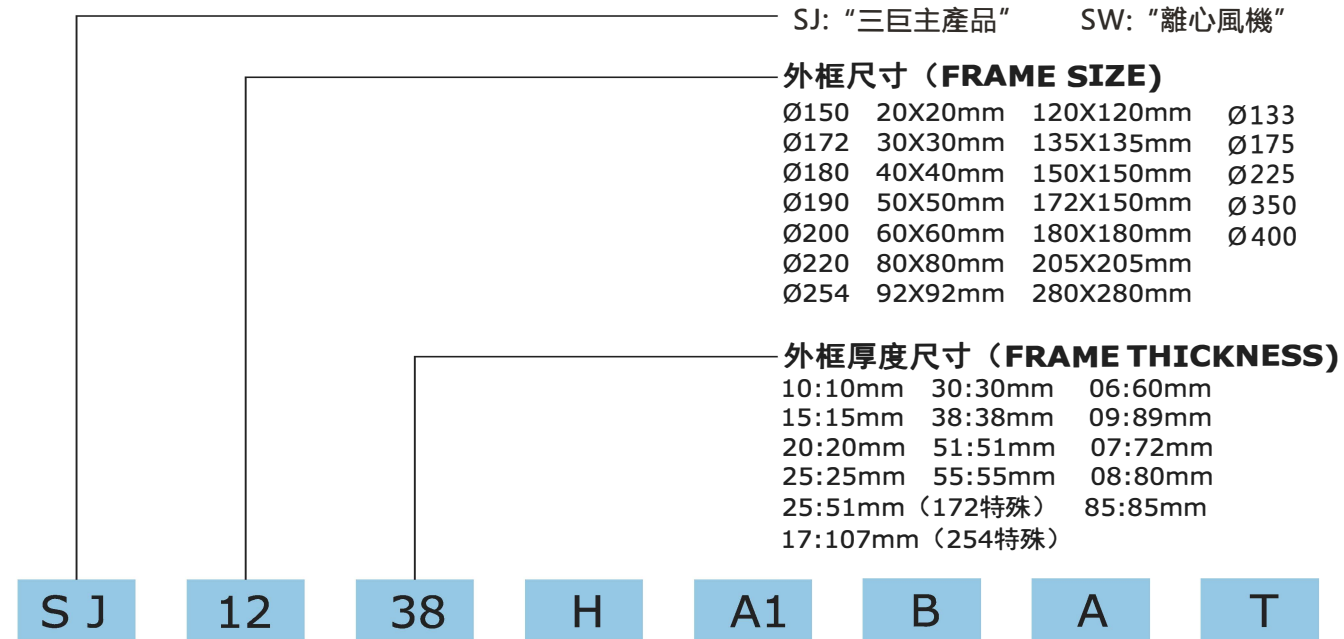 SJ: “三巨主產品” SW: “離心風機”
外框尺寸（FRAME SIZE)
Ø150 20X20mm 120X120mm Ø133
Ø172 30X30mm 135X135mm Ø175
Ø180 40X40mm 150X150mm Ø225
Ø190 50X50mm 172X150mm Ø350
Ø200 60X60mm 180X180mm Ø400
Ø220 80X80mm 205X205mm
Ø254 92X92mm 280X280mm
外框厚度尺寸（FRAME THICKNESS)
10:10mm 30:30mm 06:60mm
15:15mm 38:38mm 09:89mm
20:20mm 51:51mm 07:72mm
25:25mm 55:55mm 08:80mm
25:51mm（172特殊） 85:85mm
17:107mm（254特殊）
S J 12 38 H A1 B A T